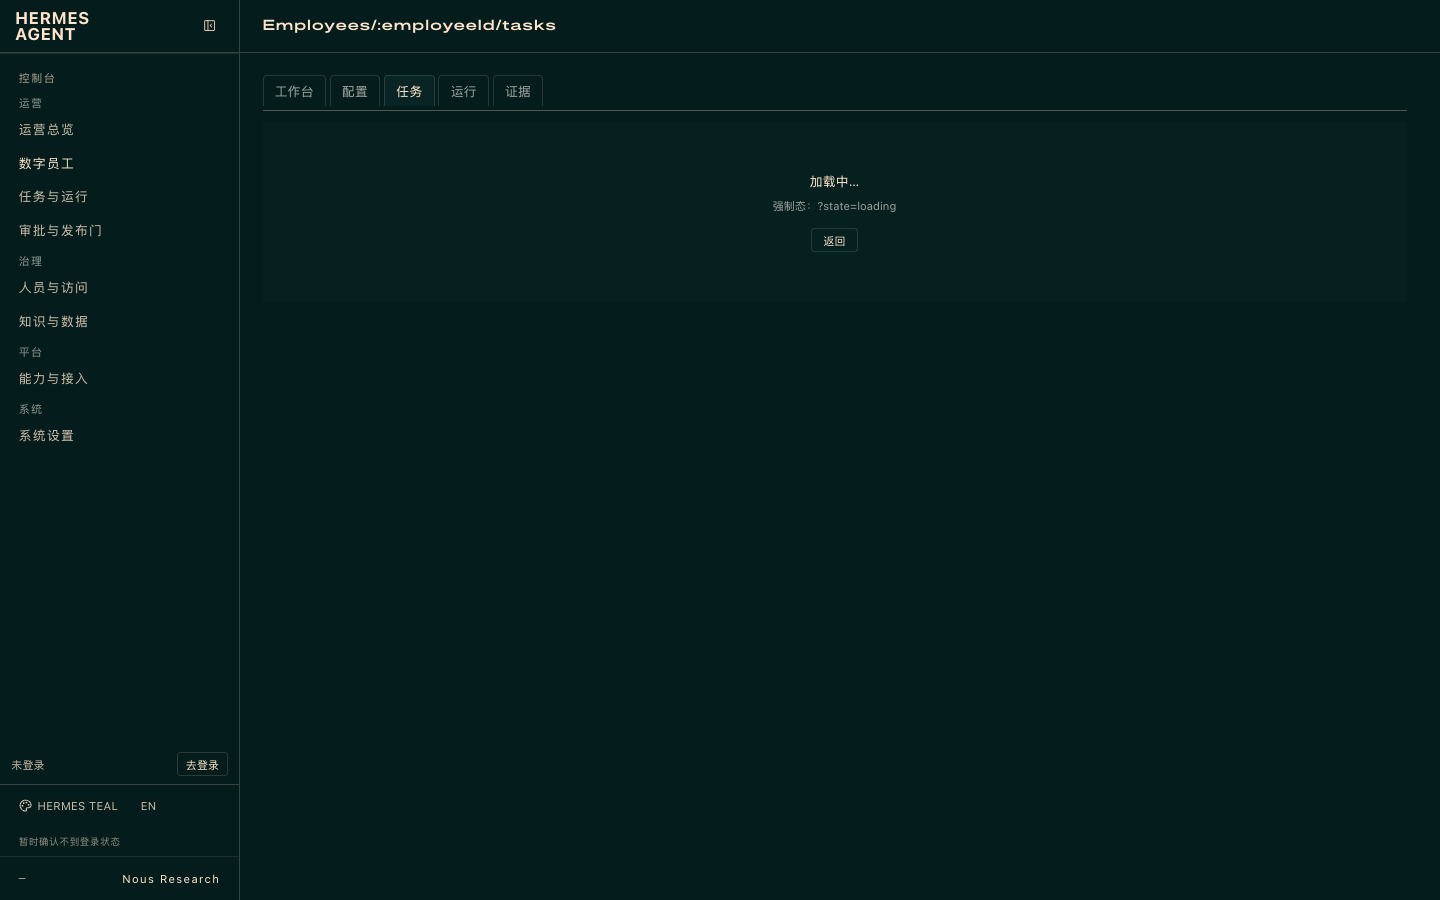 HERMES
AGENT
Employees/:employeeId/tasks
控制台
运营
运营总览
数字员工
任务与运行
审批与发布门
治理
人员与访问
知识与数据
平台
能力与接入
系统
系统设置
工作台
配置
任务
运行
证据
加载中...
强制态：?state=loading
返回
未登录
去登录
HERMES TEAL
EN
暂时确认不到登录状态
—
Nous Research